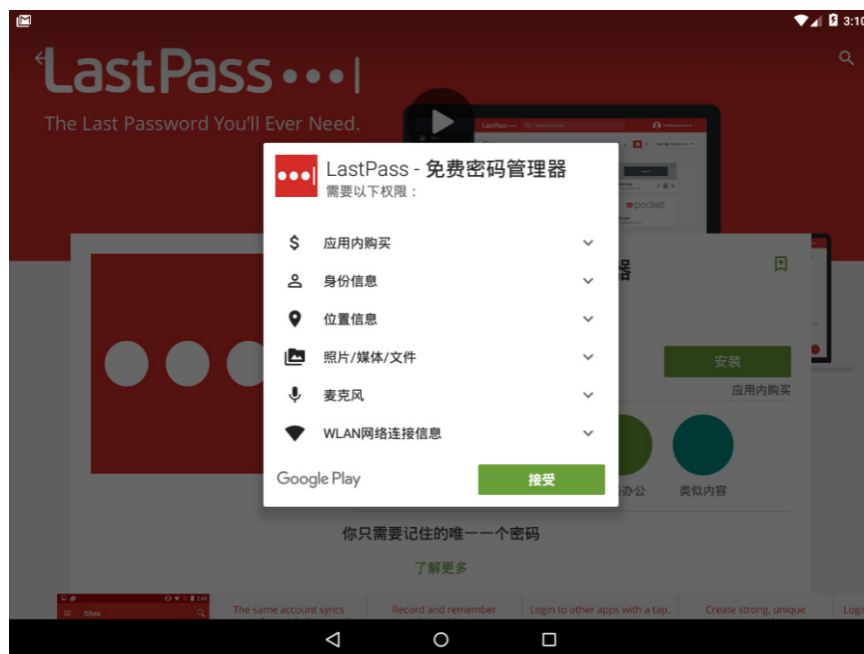 3:10
LastPass
The Last Password You'll Ever Need.
LastPass - 免费密码管理器
需要以下权限：
pocket
应用内购买
身份信息
器
位置信息
照片/媒体/文件
安装
麦克风
应用内购买
WLAN网络连接信息
Google Play
接受
办公
类似内容
你只需要记住的唯一一个密码
了解更多
Sites
The same account syncs
Record and remember
Login to other apps with a tap.
Create strong, unique
Logi